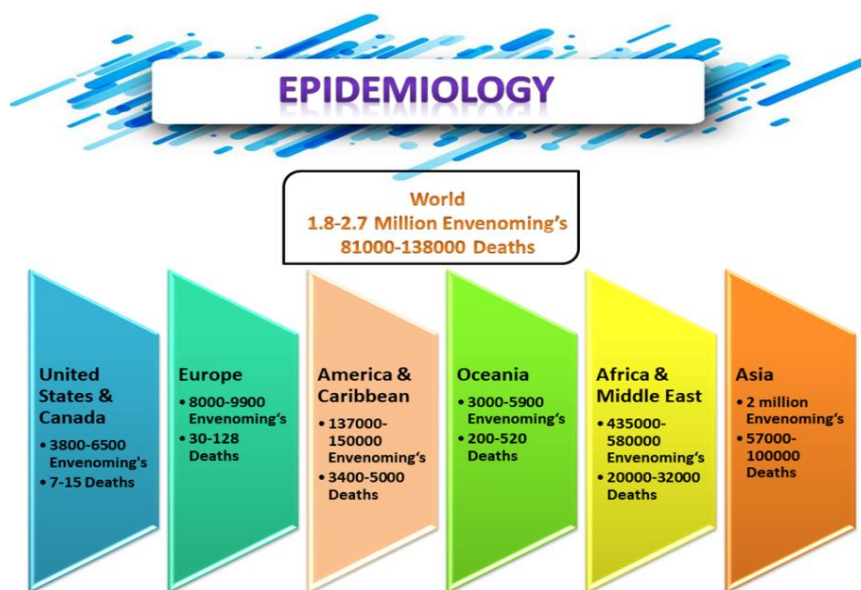 EPIDEMIOLOGY
World
1.8-2.7 Million Envenoming's
81000-138000 Deaths
United
States &
Canada
• 3800-6500
Envenoming's
• 7-15 Deaths
Europe
• 8000-9900
Envenoming's
• 30-128
Deaths
America &
Caribbean
• 137000-
150000
Envenoming's
• 3400-5000
Deaths
Oceania
• 3000-5900
Envenoming's
• 200-520
Deaths
Africa &
Middle East
• 435000-
580000
Envenoming's
• 20000-32000
Deaths
Asia
• 2 million
Envenoming's
• 57000-
100000
Deaths